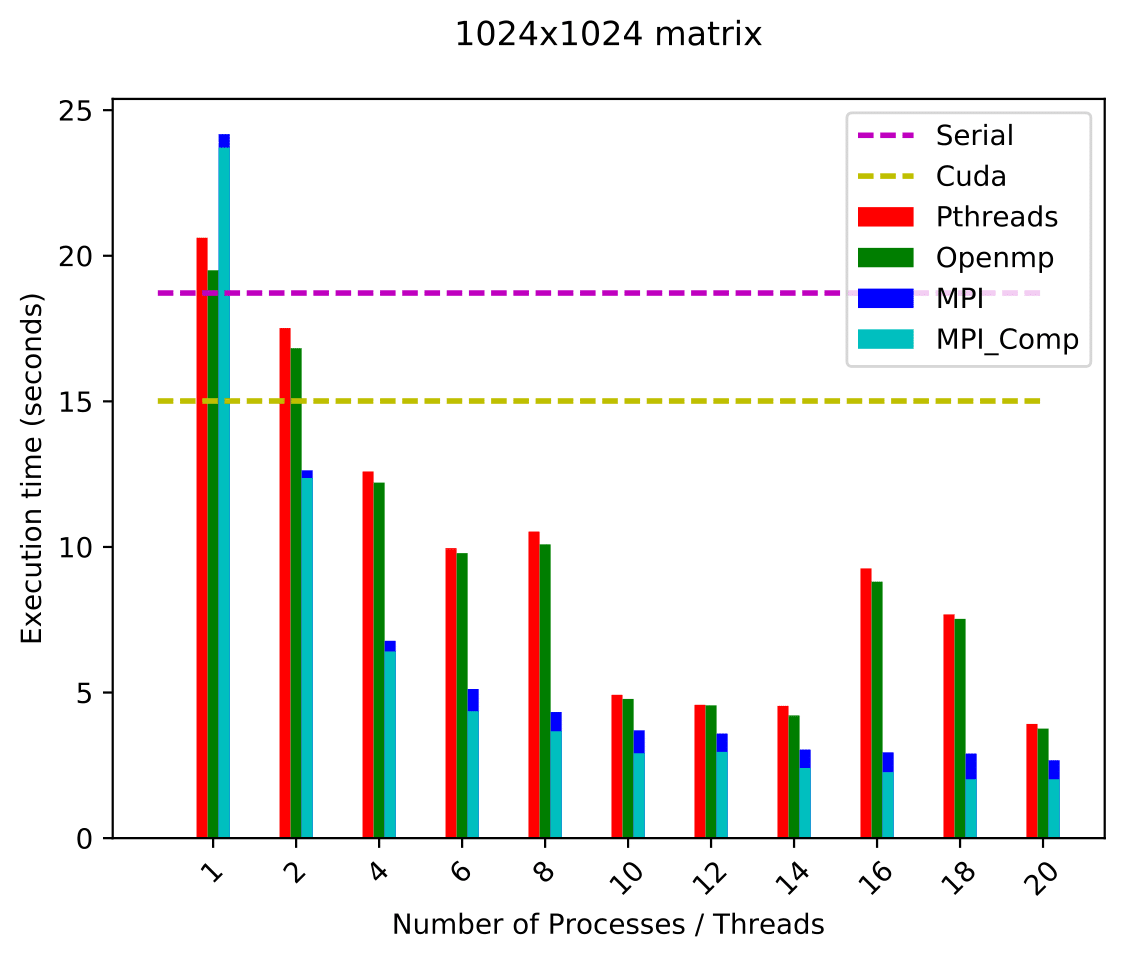 1024x1024 matrix
25
20
15
10
5
0
Execution time (seconds)
Serial
Cuda
Pthreads
Openmp
MPI
MPI_Comp
1
2
4
6
8
10
12
14
16
18
20
Number of Processes / Threads